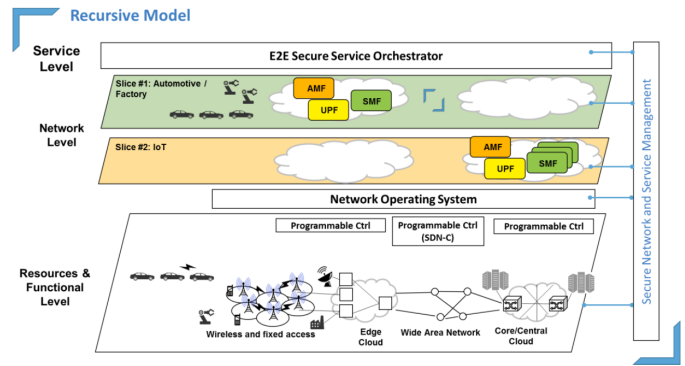 Recursive Model
Service
Level
E2E Secure Service Orchestrator
Slice #1: Automotive /
Factory
AMF
UPF
SMF
Network
Level
Slice #2: IoT
AMF
UPF
SMF
Network Operating System
Programmable Ctrl
Programmable Ctrl
(SDN-C)
Programmable Ctrl
Resources &
Functional
Level
Wireless and fixed access
Edge
Cloud
Wide Area Network
Core/Central
Cloud
Secure Network and Service Management